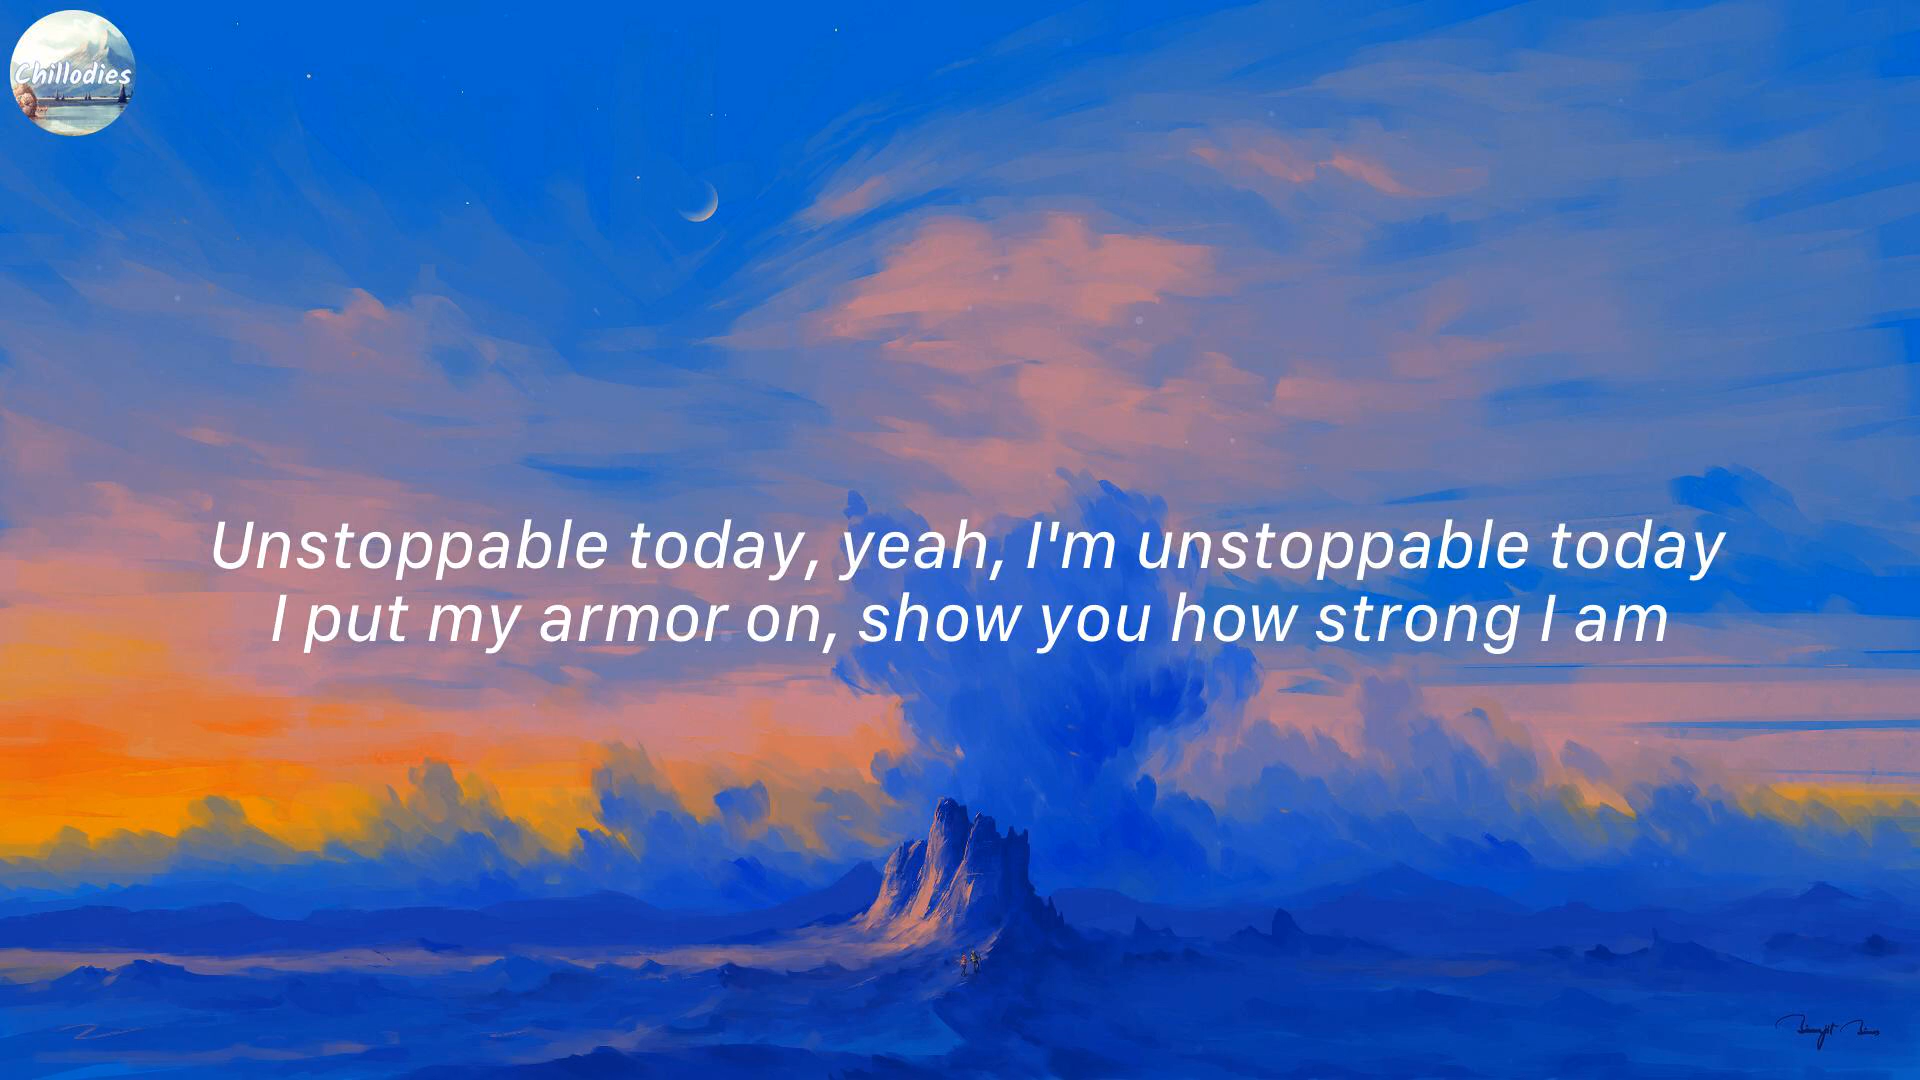 Chillodies
Unstoppable today, yeah, I'm unstoppable today
I put my armor on, show you how strong I am